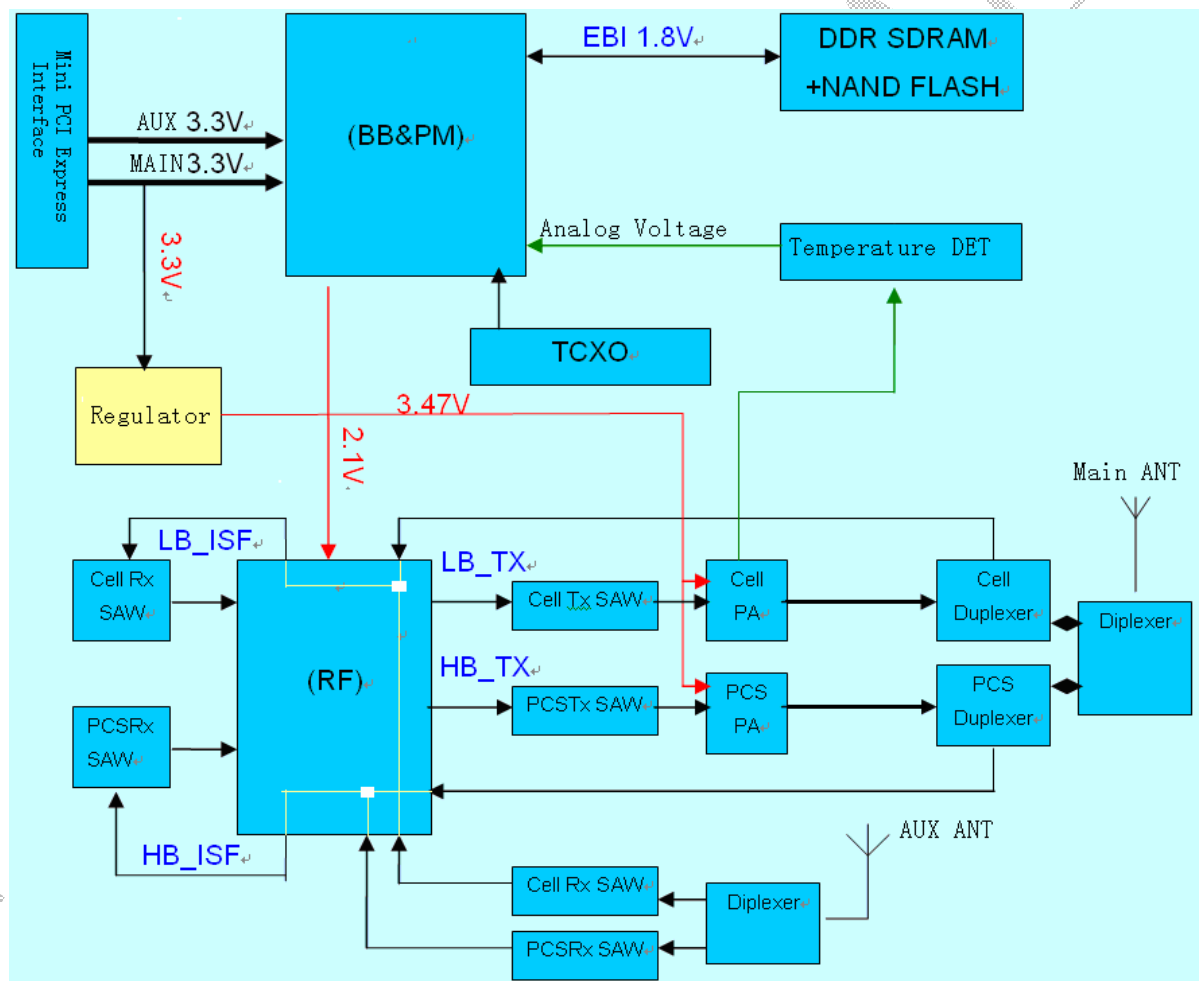 Mini PCI Express
Interface
AUX 3.3V
MAIN3.3V
(BB&PM)
EBI 1.8V
DDR SDRAM
+NAND FLASH
Analog Voltage
Temperature DET
TCXO
3.3V
Regulator
3.47V
2.1V
Main ANT
LB_ISF
Cell Rx
SAW
(RF)
LB_TX
Cell Tx SAW
Cell
PA
Cell
Duplexer
Diplexer
HB_TX
PCSTx SAW
PCS
PA
PCS
Duplexer
PCSRx
SAW
HB_ISF
AUX ANT
Cell Rx SAW
Diplexer
PCSRx SAW